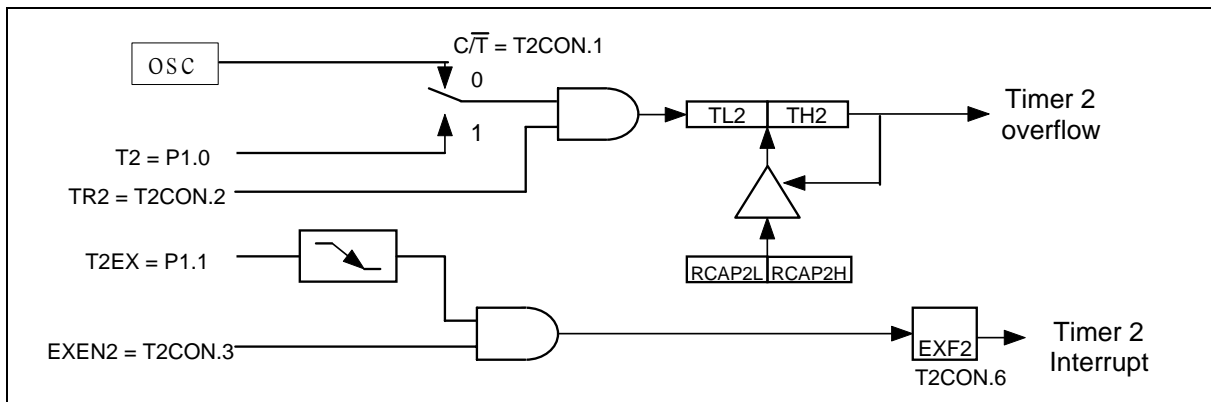 C/T̅ = T2CON.1
OSC
0
1
T2 = P1.0
TR2 = T2CON.2
TL2 TH2
Timer 2
overflow
T2EX = P1.1
RCAP2L RCAP2H
EXEN2 = T2CON.3
EXF2
T2CON.6
Timer 2
Interrupt